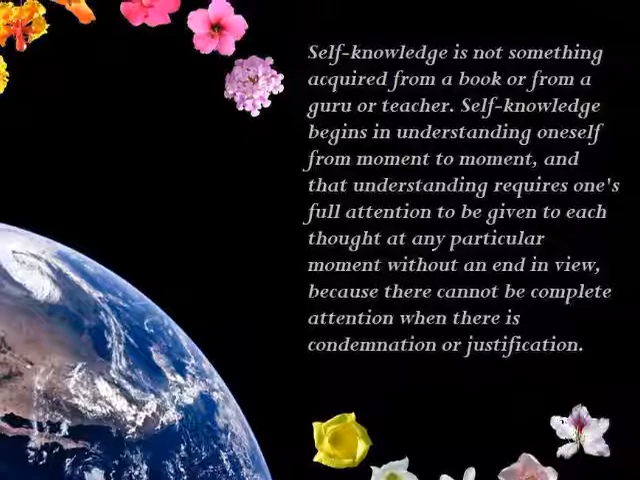 Self-knowledge is not something
acquired from a book or from a
guru or teacher. Self-knowledge
begins in understanding oneself
from moment to moment, and
that understanding requires one's
full attention to be given to each
thought at any particular
moment without an end in view,
because there cannot be complete
attention when there is
condemnation or justification.